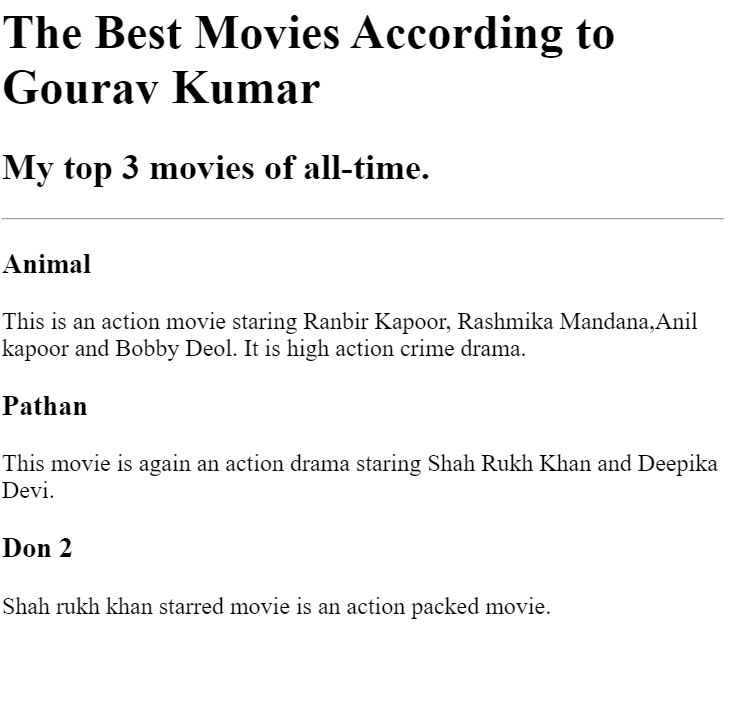 The Best Movies According to
Gourav Kumar
My top 3 movies of all-time.
Animal
This is an action movie staring Ranbir Kapoor, Rashmika Mandana,Anil
kapoor and Bobby Deol. It is high action crime drama.
Pathan
This movie is again an action drama staring Shah Rukh Khan and Deepika
Devi.
Don 2
Shah rukh khan starred movie is an action packed movie.